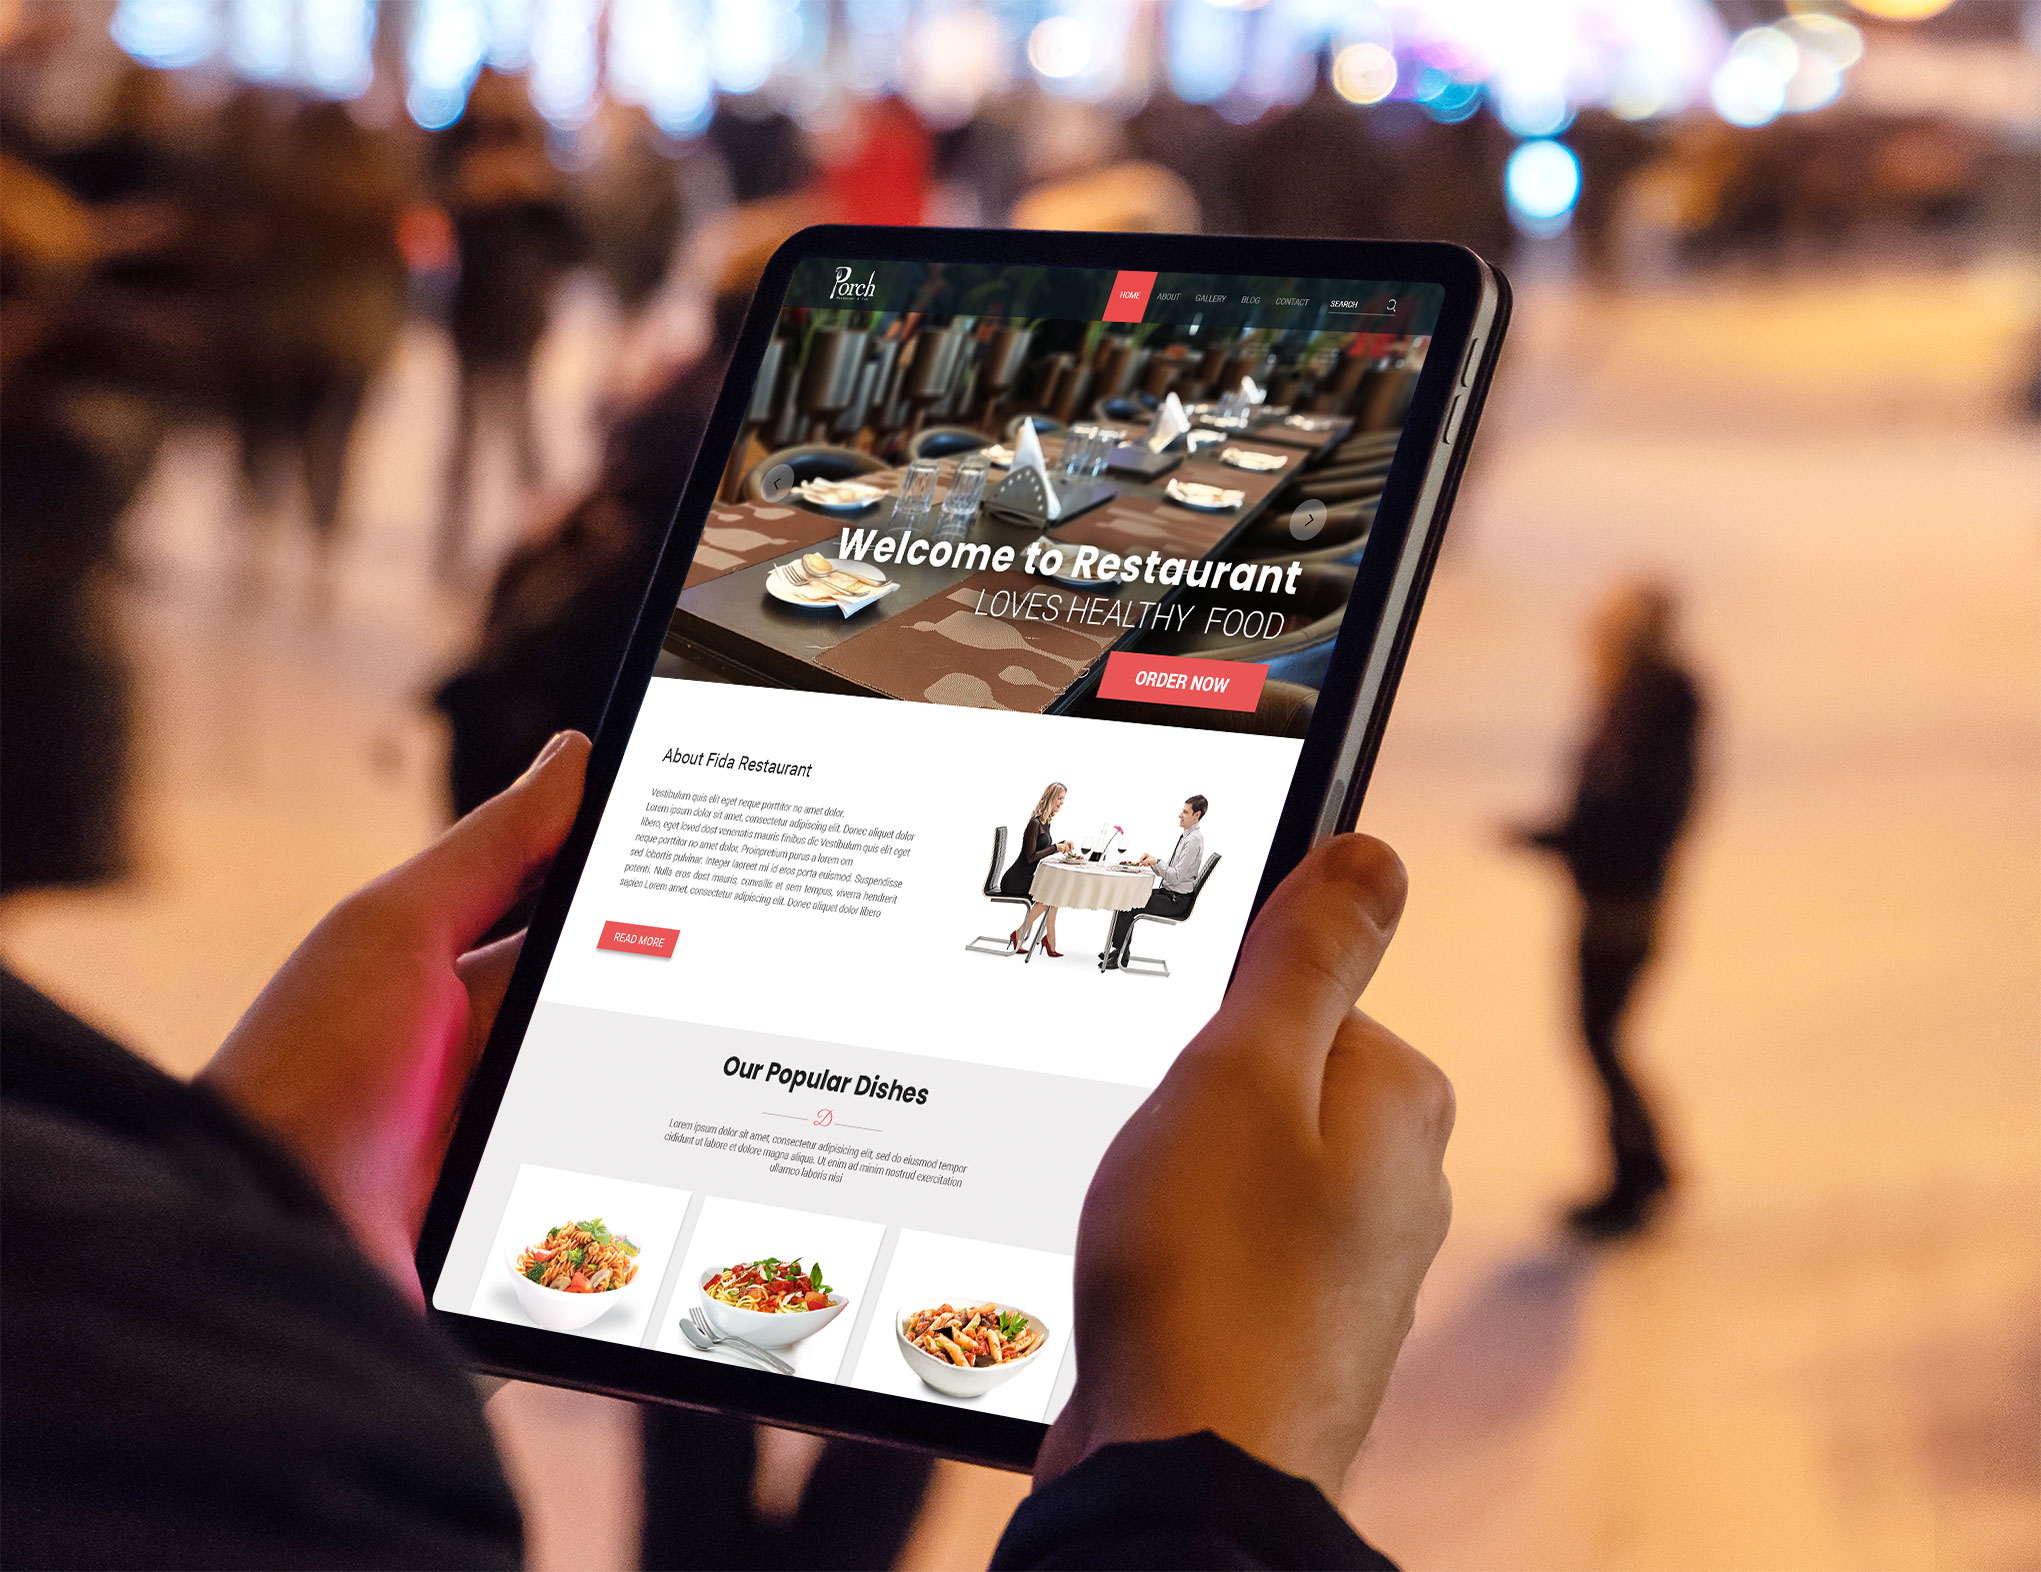 Porch
HOME ABOUT GALLERY BLOG CONTACT SEARCH
Welcome to Restaurant
LOVES HEALTHY FOOD
ORDER NOW
About Fida Restaurant
Vestibulum quis elit eget neque porttitor no amet dolor.
Lorem ipsum dolor sit amet, consectetur adipiscing elit. Donec aliquet dolor
libero, eget loved dost venenatis mauris finibus dic Vestibulum quis elit eget
neque porttitor no amet dolor. Proinpretium purus a lorem om
sed lobortis pulvinar. Integer laoreet mi id eros porta euismod. Suspendisse
potenti. Nulla eros dost mauris, convallis et sem tempus, viverra hendrerit
sapien Lorem amet, consectetur adipiscing elit. Donec aliquet dolor libero
READ MORE
Our Popular Dishes
D
Lorem ipsum dolor sit amet, consectetur adipisicing elit, sed do eiusmod tempor
cididunt ut labore et dolore magna aliqua. Ut enim ad minim nostrud exercitation
ullamco laboris nisi